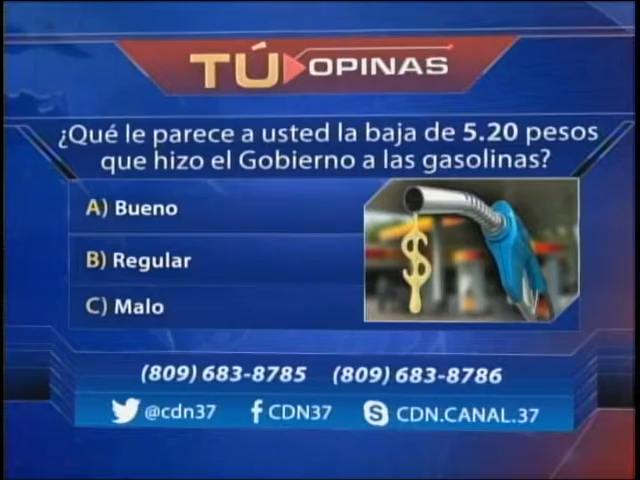 TÚ OPINAS
¿Qué le parece a usted la baja de 5.20 pesos
que hizo el Gobierno a las gasolinas?
A) Bueno
B) Regular
C) Malo
$
(809) 683-8785 (809) 683-8786
@cdn37 CDN37 CDN.CANAL.37